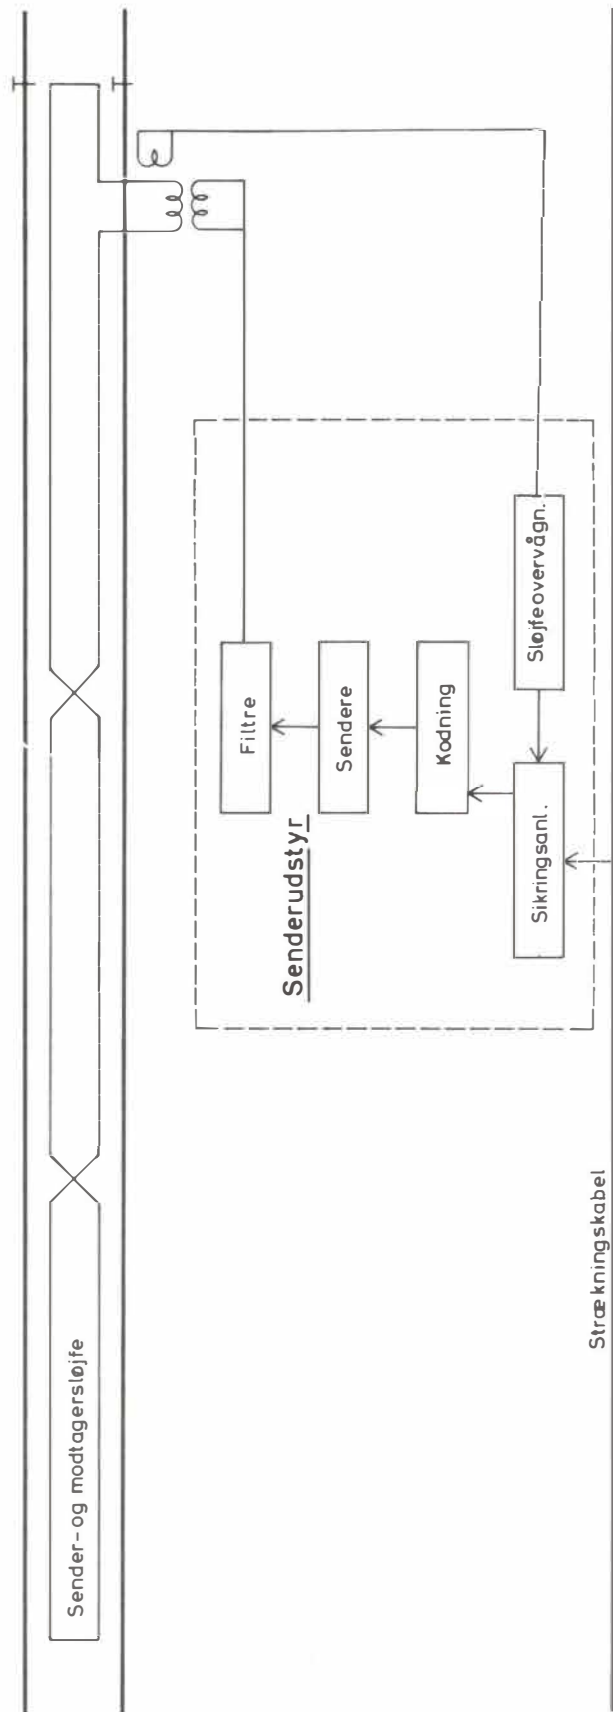 Sender- og modtagersløjfe
Senderudstyr
Filtre
Sendere
Kodning
Sikringsanl.
Sløjfeovervågn.
Strækningskabel